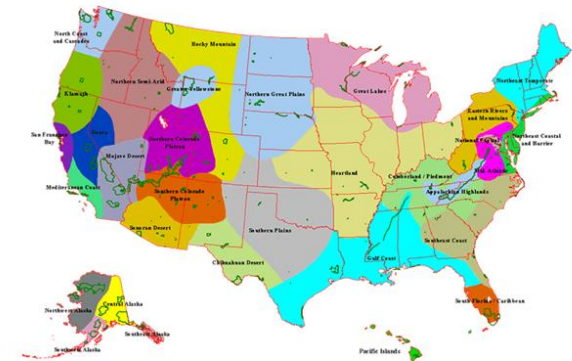 North Coast
and Cascades
Rocky Mountain
Northern Semi-Arid
Greater Yellowstone
Northern Great Plains
Great Lakes
Northeast Temperate
Klamath
Eastern Rivers
and Mountains
San Francisco
Bay
Sierra
Northern Colorado
Plateau
National Capital
Northeast Coastal
and Barrier
Mojave Desert
Heartland
Mid-Atlantic
Mediterranean Coast
Cumberland / Piedmont
Southern Colorado
Plateau
Appalachian Highlands
Sonoran Desert
Southern Plains
Southeast Coast
Chihuahuan Desert
Gulf Coast
South Florida / Caribbean
Central Alaska
Northwest Alaska
Southeast Alaska
Southwest Alaska
Pacific Islands